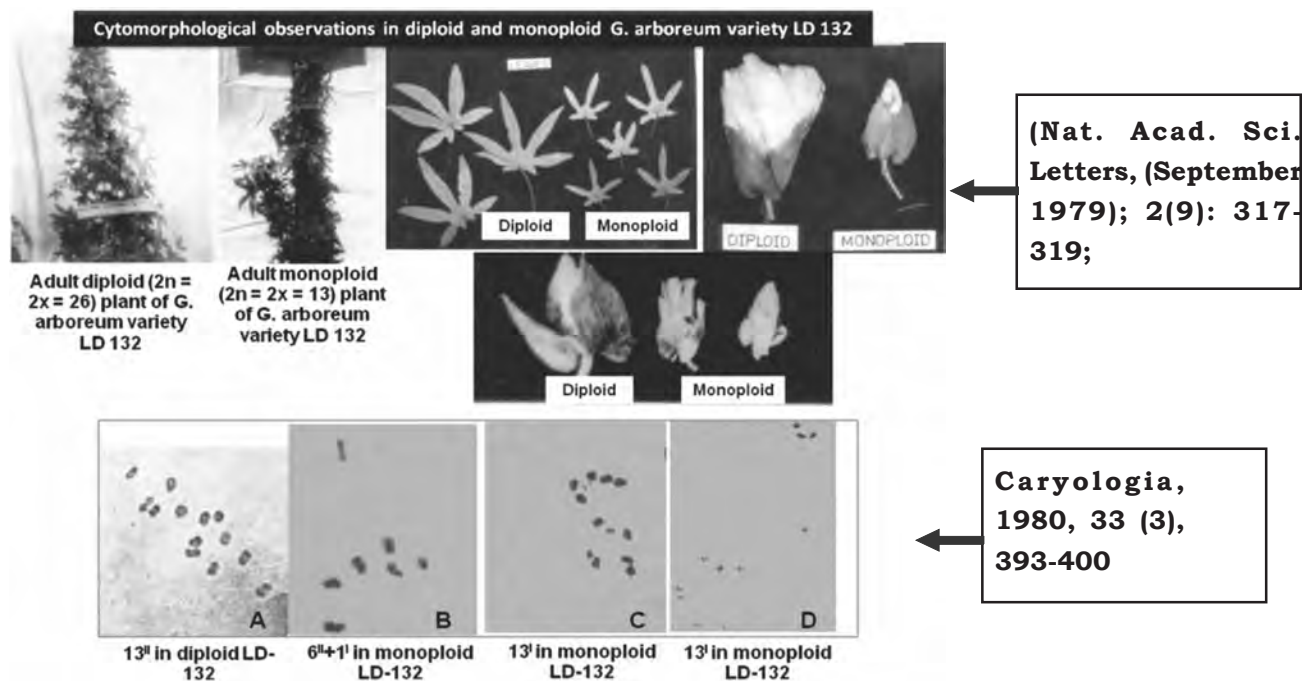 Cytomorphological observations in diploid and monoploid G. arboreum variety LD 132
Diploid
Monoploid
DIPLOID
MONOPLOID
Adult diploid (2n =
2x = 26) plant of G.
arboreum variety
LD 132
Adult monoploid
(2n = 2x = 13) plant
of G. arboreum
variety LD 132
Diploid
Monoploid
(Nat. Acad. Sci.
Letters, (September
1979); 2(9): 317-
319;
A
B
C
D
13ᴵᴵ in diploid LD-
132
6ᴵᴵ+1ᴵ in monoploid
LD-132
13ᴵ in monoploid
LD-132
13ᴵ in monoploid
LD-132
Caryologia,
1980, 33 (3),
393-400